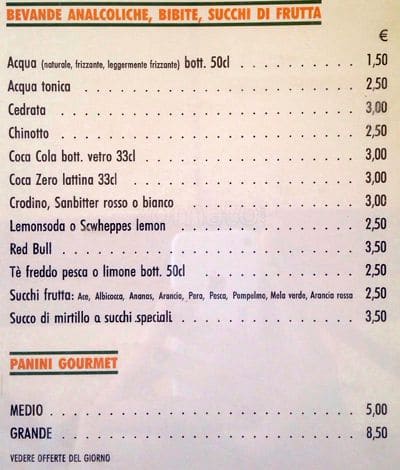 BEVANDE ANALCOLICHE, BIBITE, SUCCHI DI FRUTTA
€
Acqua (naturale, frizzante, leggermente frizzante) bott. 50cl . . . . . . . . . . . 1,50
Acqua tonica . . . . . . . . . . . . . . . . . . . . . . . 2,50
Cedrata . . . . . . . . . . . . . . . . . . . . . . . . . 3,00
Chinotto . . . . . . . . . . . . . . . . . . . . . . . . . 2,50
Coca Cola bott. vetro 33cl . . . . . . . . . . . . . . . . . 3,00
Coca Zero lattina 33cl . . . . . . . . . . . . . . . . . . . 3,00
Crodino, Sanbitter rosso o bianco . . . . . . . . . . . . . . 3,00
Lemonsoda o Scwheppes lemon . . . . . . . . . . . . . . . 2,50
Red Bull . . . . . . . . . . . . . . . . . . . . . . . . . 3,50
Tè freddo pesca o limone bott. 50cl . . . . . . . . . . . . . 2,50
Succhi frutta: Ace, Albicocca, Ananas, Arancia, Pera, Pesca, Pompelmo, Mela verde, Arancia rossa 2,50
Succo di mirtillo o succhi speciali . . . . . . . . . . . . . . 3,50
PANINI GOURMET
MEDIO . . . . . . . . . . . . . . . . . . . . . . . . . 5,00
GRANDE . . . . . . . . . . . . . . . . . . . . . . . . 8,50
VEDERE OFFERTE DEL GIORNO